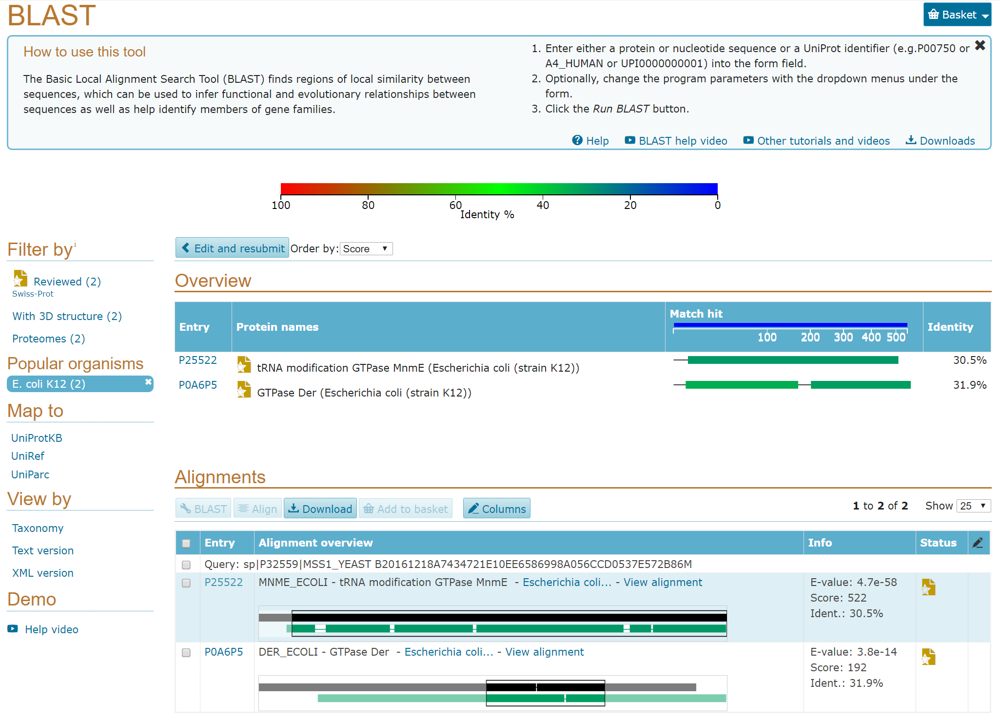 BLAST
Basket
How to use this tool
The Basic Local Alignment Search Tool (BLAST) finds regions of local similarity between
sequences, which can be used to infer functional and evolutionary relationships between
sequences as well as help identify members of gene families.
1. Enter either a protein or nucleotide sequence or a UniProt identifier (e.g.P00750 or
A4_HUMAN or UPI0000000001) into the form field.
2. Optionally, change the program parameters with the dropdown menus under the
form.
3. Click the Run BLAST button.
Help BLAST help video Other tutorials and videos Downloads
100 80 60 40 20 0
Identity %
Filter by i
Reviewed (2)
Swiss-Prot
With 3D structure (2)
Proteomes (2)
Popular organisms
E. coli K12 (2)
Map to
UniProtKB
UniRef
UniParc
View by
Taxonomy
Text version
XML version
Demo
Help video
Edit and resubmit Order by: Score
Overview
Entry Protein names Match hit Identity
100 200 300 400 500
P25522 tRNA modification GTPase MnmE (Escherichia coli (strain K12)) 30.5%
P0A6P5 GTPase Der (Escherichia coli (strain K12)) 31.9%
Alignments
BLAST Align Download Add to basket Columns 1 to 2 of 2 Show 25
Entry Alignment overview Info Status
Query: sp|P32559|MSS1_YEAST B20161218A7434721E10EE6586998A056CCD0537E572B86M
P25522 MNME_ECOLI - tRNA modification GTPase MnmE - Escherichia coli... - View alignment E-value: 4.7e-58
Score: 522
Ident.: 30.5%
P0A6P5 DER_ECOLI - GTPase Der - Escherichia coli... - View alignment E-value: 3.8e-14
Score: 192
Ident.: 31.9%